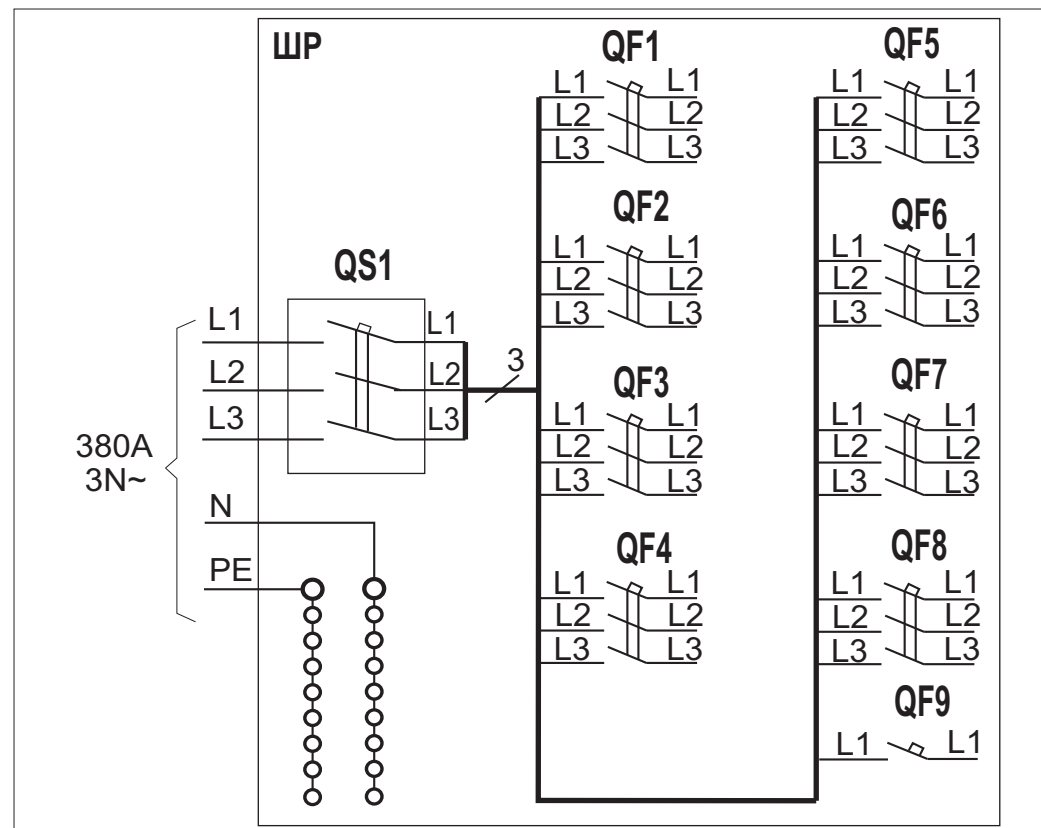 ШР
QF1
L1 L1
L2 L2
L3 L3
QF2
L1 L1
L2 L2
L3 L3
QF3
L1 L1
L2 L2
L3 L3
QF4
L1 L1
L2 L2
L3 L3
QF5
L1 L1
L2 L2
L3 L3
QF6
L1 L1
L2 L2
L3 L3
QF7
L1 L1
L2 L2
L3 L3
QF8
L1 L1
L2 L2
L3 L3
QF9
L1 L1
QS1
L1 L1
L2 L2
L3 L3
3
380A
3N~
N
PE